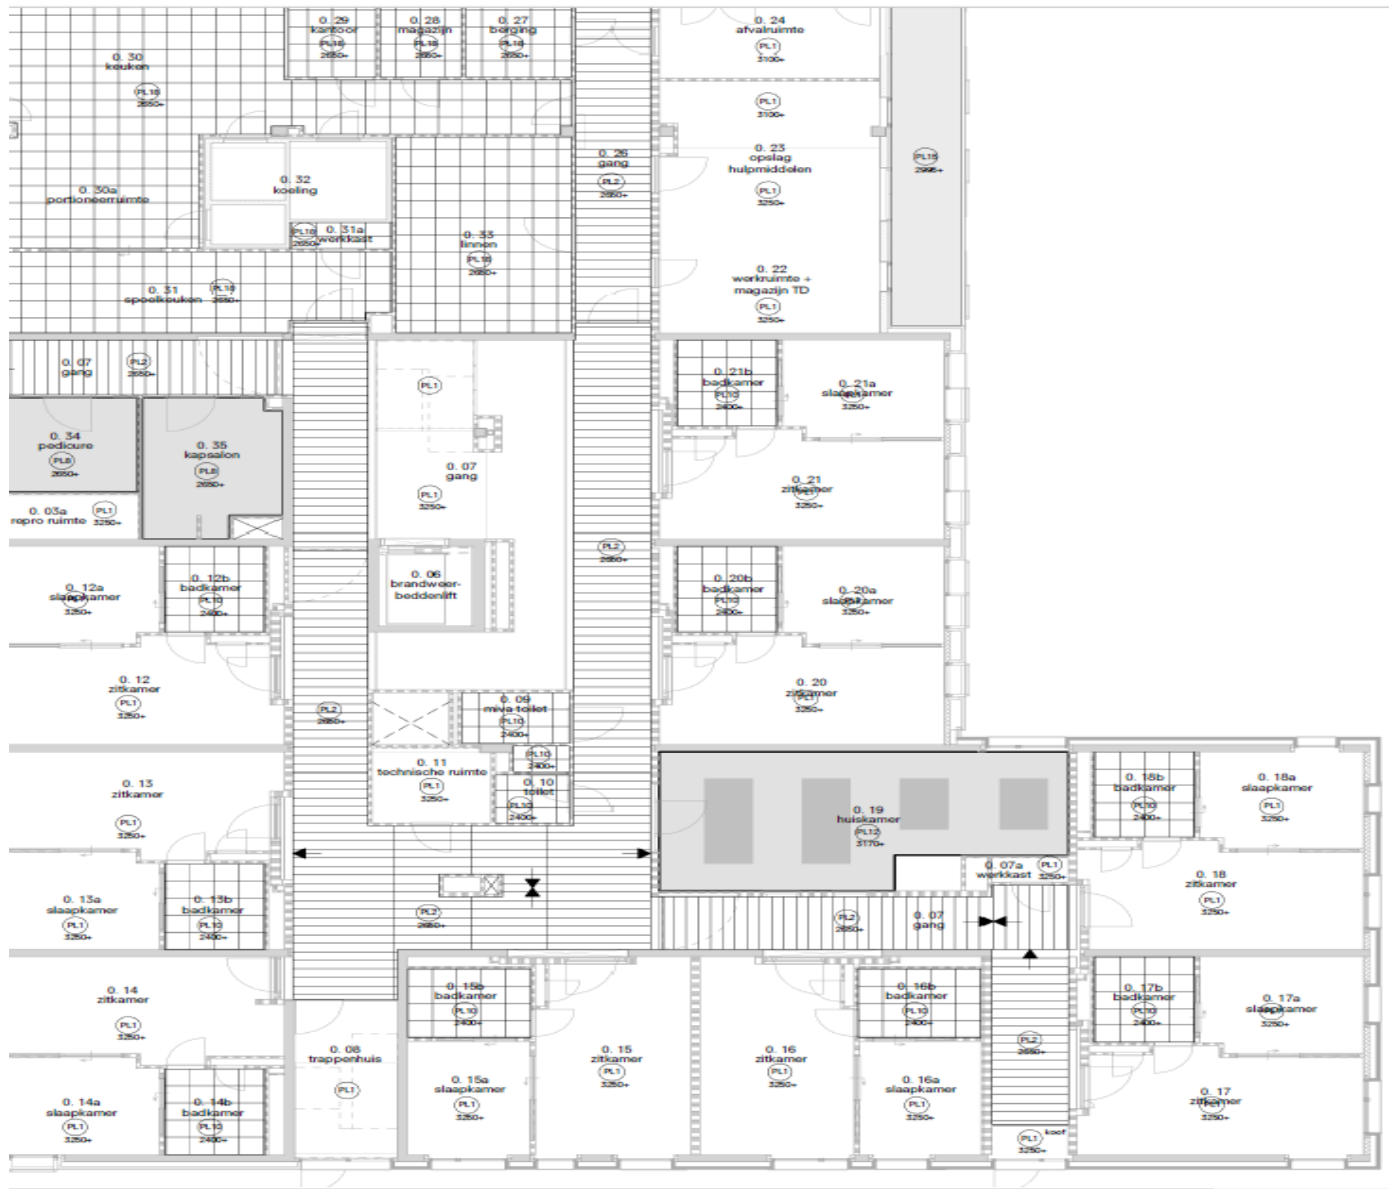 0. 29
kantoor
PL18
2650+
0. 28
magazijn
PL18
2650+
0. 27
berging
PL18
2650+
0. 24
afvalruimte
PL1
3100+
0. 30
keuken
PL18
2650+
PL1
3100+
0. 23
opslag
hulpmiddelen
PL1
3250+
0. 26
gang
PL2
2650+
PL15
2995+
0. 32
koeling
0. 30a
portioneerruimte
0. 31a
werkkast
PL18
2650+
0. 33
linnen
PL18
2650+
0. 22
werkruimte +
magazijn TD
PL1
3250+
0. 31
spoelkeuken
PL18
2650+
0. 07
gang
PL2
2650+
PL1
0. 21b
badkamer
PL10
2400+
0. 21a
slaapkamer
3250+
0. 34
pedicure
PL8
2650+
0. 35
kapsalon
PL8
2650+
0. 07
gang
PL1
3250+
0. 21
zitkamer
PL1
3250+
0. 03a
repro ruimte
PL1
3250+
PL2
2650+
0. 12a
slaapkamer
3250+
0. 12b
badkamer
PL10
2400+
0. 06
brandweer-
beddenlift
0. 20b
badkamer
PL10
2400+
0. 20a
slaapkamer
3250+
0. 12
zitkamer
PL1
3250+
PL2
2650+
0. 09
miva toilet
PL10
2400+
0. 20
zitkamer
PL1
3250+
0. 13
zitkamer
PL1
3250+
0. 11
technische ruimte
PL1
3250+
PL10
2400+
0. 10
toilet
PL10
2400+
0. 19
huiskamer
PL12
3170+
0. 18b
badkamer
PL10
2400+
0. 18a
slaapkamer
PL1
3250+
0. 07a
werkkast
PL1
3250+
0. 18
zitkamer
PL1
3250+
0. 13a
slaapkamer
PL1
3250+
0. 13b
badkamer
PL10
2400+
PL2
2650+
PL2
2650+
0. 07
gang
0. 14
zitkamer
PL1
3250+
0. 15b
badkamer
PL10
2400+
0. 16b
badkamer
PL10
2400+
0. 17b
badkamer
PL10
2400+
0. 17a
slaapkamer
3250+
0. 08
trappenhuis
PL1
0. 15
zitkamer
PL1
3250+
0. 16
zitkamer
PL1
3250+
PL2
2650+
0. 14a
slaapkamer
PL1
3250+
0. 14b
badkamer
PL10
2400+
0. 15a
slaapkamer
PL1
3250+
0. 16a
slaapkamer
PL1
3250+
0. 17
zitkamer
PL1
3250+
PL1
3250+
koof